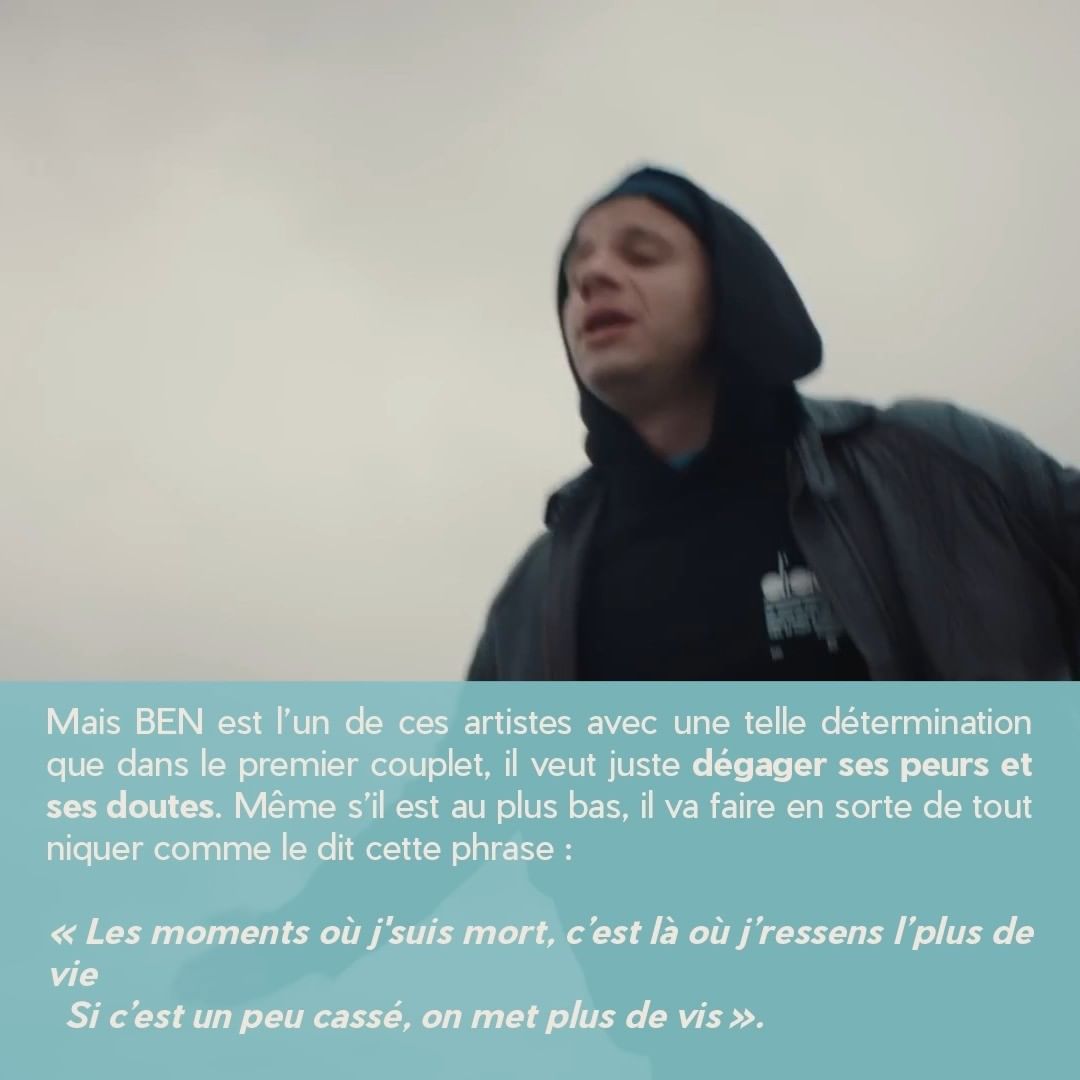 Mais BEN est l’un de ces artistes avec une telle détermination
que dans le premier couplet, il veut juste dégager ses peurs et
ses doutes. Même s’il est au plus bas, il va faire en sorte de tout
niquer comme le dit cette phrase :
« Les moments où j'suis mort, c’est là où j’ressens l’plus de
vie
Si c’est un peu cassé, on met plus de vis ».